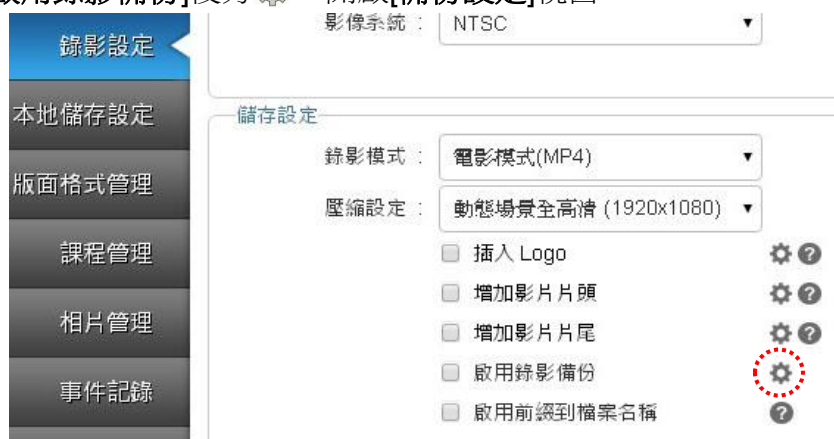 錄影設定
本地儲存設定
版面格式管理
課程管理
相片管理
事件記錄
影像系統 : NTSC
儲存設定
錄影模式 : 電影模式(MP4)
壓縮設定 : 動態場景全高清 (1920x1080)
插入 Logo
增加影片片頭
增加影片片尾
啟用錄影備份
啟用前綴到檔案名稱